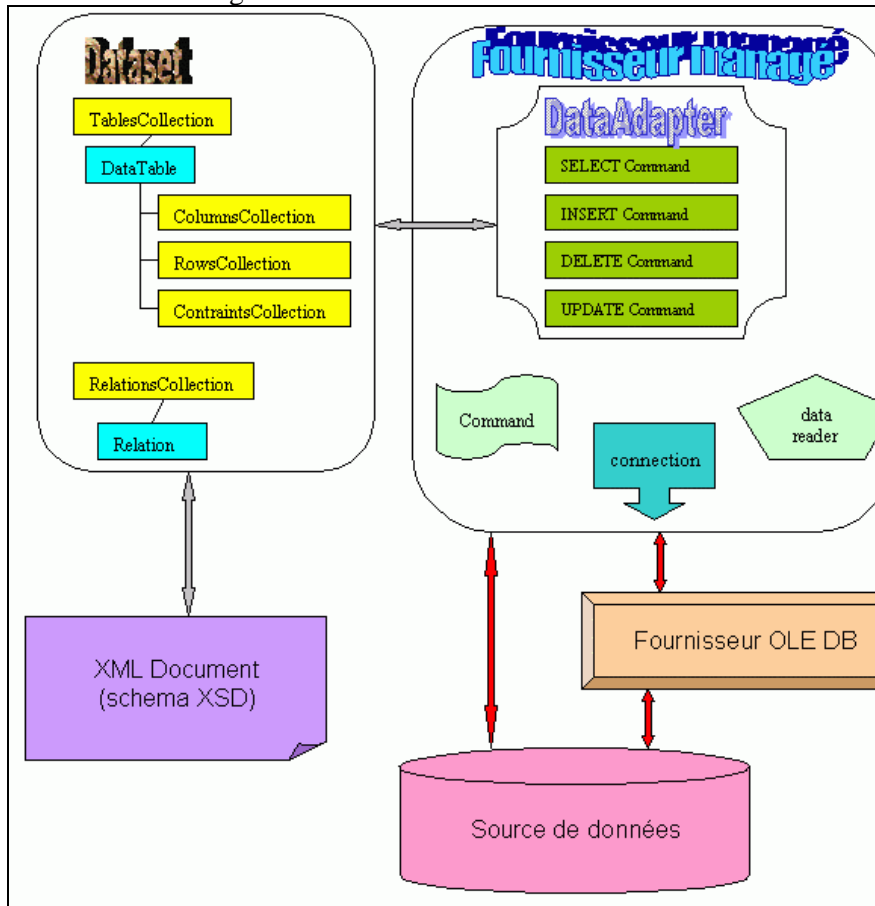 Dataset
TablesCollection
DataTable
ColumnsCollection
RowsCollection
ContraintsCollection
RelationsCollection
Relation
Fournisseur managé
DataAdapter
SELECT Command
INSERT Command
DELETE Command
UPDATE Command
Command
connection
data
reader
XML Document
(schema XSD)
Fournisseur OLE DB
Source de données